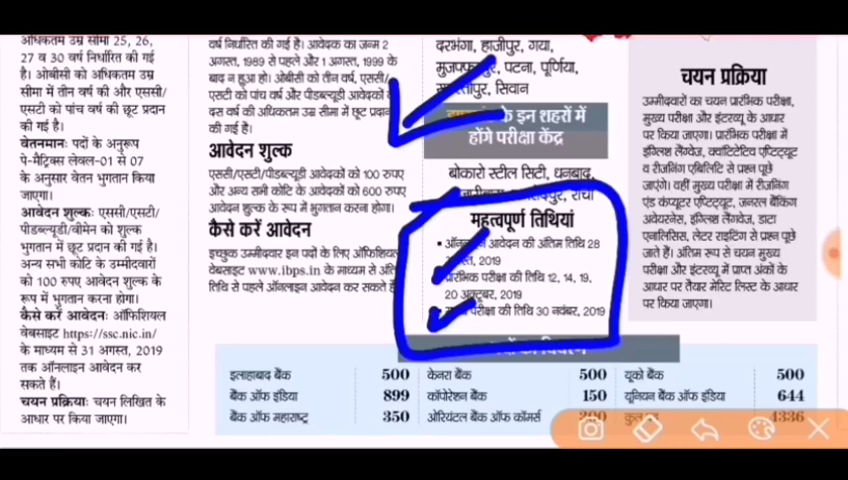 अधिकतम उम्र सीमा 25, 26,
27 व 30 वर्ष निर्धारित की गई
है। ओबीसी को अधिकतम उम्र
सीमा में तीन वर्ष की और एससी/
एसटी को पांच वर्ष की छूट प्रदान
की गई है।
वेतनमान: पदों के अनुरूप
पे-मैट्रिक्स लेवल-01 से 07
के अनुसार वेतन भुगतान किया
जाएगा।
आवेदन शुल्क: एससी/एसटी/
पीडब्ल्यूडी/वीमेन को शुल्क
भुगतान में छूट प्रदान की गई है।
अन्य सभी कोटि के उम्मीदवारों
को 100 रुपए आवेदन शुल्क के
रूप में भुगतान करना होगा।
कैसे करें आवेदन: ऑफिशियल
वेबसाइट https://ssc.nic.in/
के माध्यम से 31 अगस्त, 2019
तक ऑनलाइन आवेदन कर
सकते हैं।
चयन प्रक्रिया: चयन लिखित के
आधार पर किया जाएगा।
वर्ष निर्धारित की गई है। आवेदक का जन्म 2
अगस्त, 1989 से पहले और 1 अगस्त, 1999 के
बाद न हुआ हो। ओबीसी को तीन वर्ष, एससी/
एसटी को पांच वर्ष और पीडब्ल्यूडी आवेदकों
दस वर्ष की अधिकतम उम्र सीमा में छूट प्रदान
की गई है।
आवेदन शुल्क
एससी/एसटी/पीडब्ल्यूडी आवेदकों को 100 रुपए
और अन्य सभी कोटि के आवेदकों को 600 रुपए
आवेदन शुल्क के रूप में भुगतान करना होगा।
कैसे करें आवेदन
इच्छुक उम्मीदवार इन पदों के लिए ऑफिशियल
वेबसाइट www.ibps.in के माध्यम से
तिथि से पहले ऑनलाइन आवेदन कर सकते
दरभंगा, हाजीपुर, गया,
पटना, पूर्णिया,
सिवान
के इन शहरों में
होंगे परीक्षा केंद्र
बोकारो स्टील सिटी, धनबाद,
रांची
महत्वपूर्ण तिथियां
आवेदन की अंतिम तिथि 28
2019
प्रारंभिक परीक्षा की तिथि 12, 14, 19,
20 अक्टूबर, 2019
परीक्षा की तिथि 30 नवंबर, 2019
चयन प्रक्रिया
उम्मीदवारों का चयन प्रारंभिक परीक्षा,
मुख्य परीक्षा और इंटरव्यू के आधार
पर किया जाएगा। प्रारंभिक परीक्षा में
इंग्लिश लैंग्वेज, क्वांटिटेटिव एप्टिट्यूट
व रीजनिंग एबिलिटि से प्रश्न पूछे
जाएंगे। वहीं मुख्य परीक्षा में रीजनिंग
एंड कंप्यूटर एप्टिट्यूट, जनरल बैंकिंग
अवेयरनेस, इंग्लिश लैंग्वेज, डाटा
एनालिसिस, लेटर राइटिंग से प्रश्न पूछे
जाते हैं। अंतिम रूप से चयन मुख्य
परीक्षा और इंटरव्यू में प्राप्त अंकों के
आधार पर तैयार मेरिट लिस्ट के आधार
पर किया जाएगा।
इलाहाबाद बैंक 500 केनरा बैंक 500 यूको बैंक 500
बैंक ऑफ इंडिया 899 कॉपोरेशन बैंक 150 यूनियन बैंक ऑफ इंडिया 644
बैंक ऑफ महाराष्ट्र 350 ओरियंटल बैंक ऑफ कॉमर्स 4336